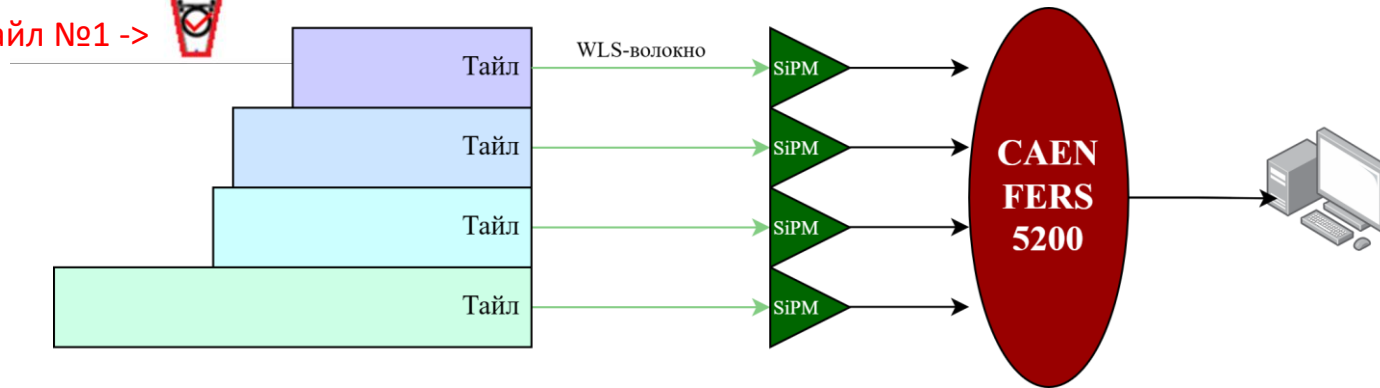 айл №1 ->
Тайл
WLS-волокно
SiPM
Тайл
SiPM
CAEN
FERS
5200
Тайл
SiPM
Тайл
SiPM